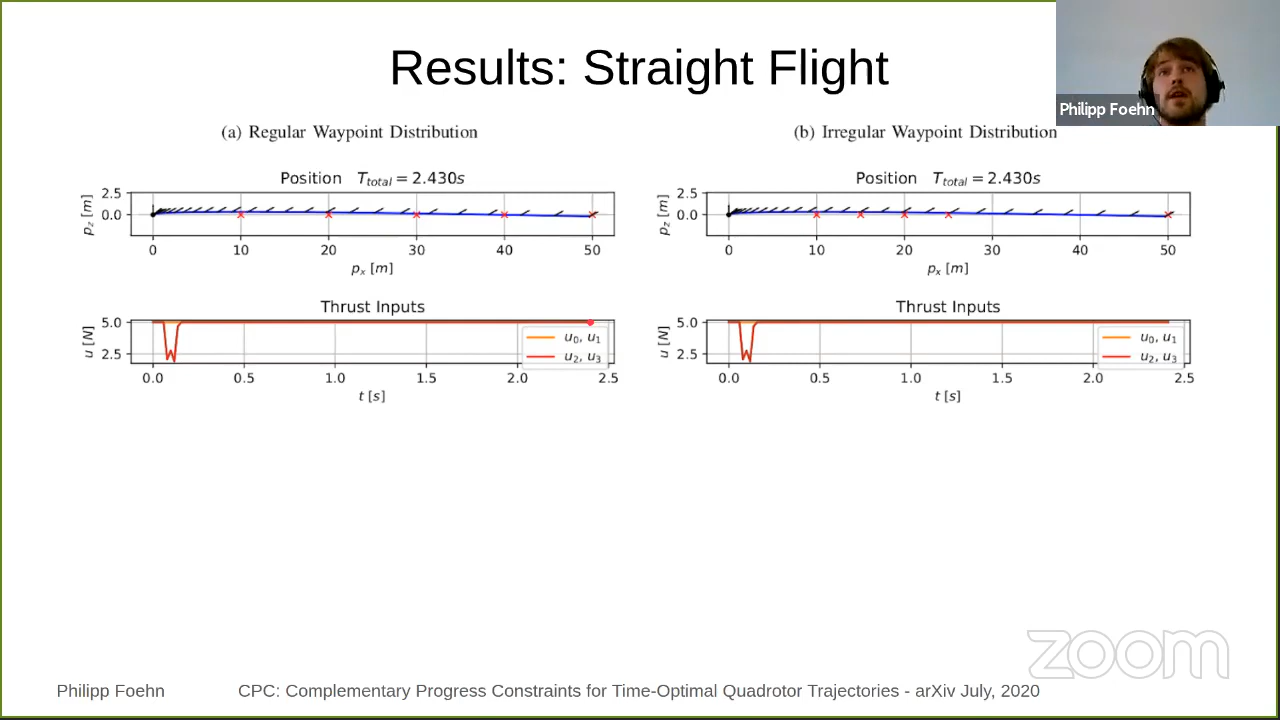 Results: Straight Flight
Philipp Foehn
(a) Regular Waypoint Distribution
Position T_total = 2.430s
2.5
0.0
p_z [m]
0 10 20 30 40 50
p_x [m]
Thrust Inputs
5.0
2.5
u [N]
u_0, u_1
u_2, u_3
0.0 0.5 1.0 1.5 2.0 2.5
t [s]
(b) Irregular Waypoint Distribution
Position T_total = 2.430s
2.5
0.0
p_z [m]
0 10 20 30 40 50
p_x [m]
Thrust Inputs
5.0
2.5
u [N]
u_0, u_1
u_2, u_3
0.0 0.5 1.0 1.5 2.0 2.5
t [s]
zoom
Philipp Foehn CPC: Complementary Progress Constraints for Time-Optimal Quadrotor Trajectories - arXiv July, 2020